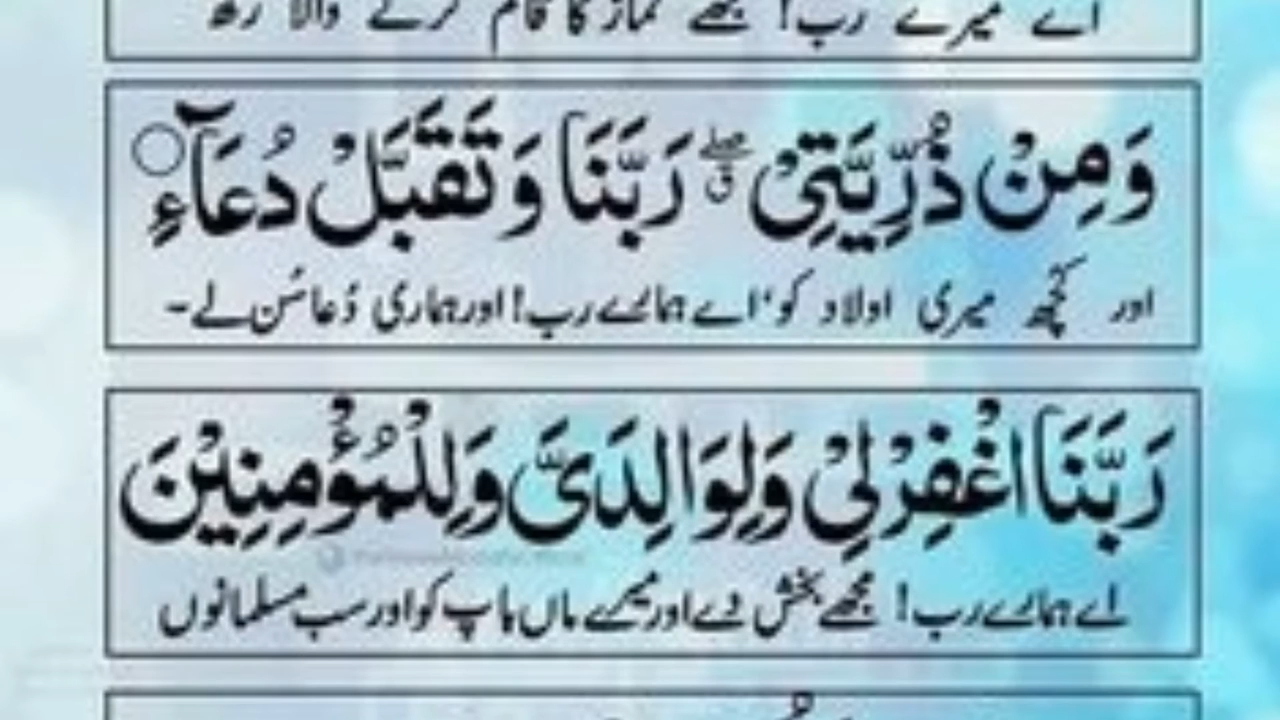 اے میرے رب! مجھے نماز کا قائم کرنے والا رکھ
وَمِنْ ذُرِّيَّتِيْ ۖۗ رَبَّنَا وَتَقَبَّلْ دُعَآءِ ○
اور کچھ میری اولاد کو، اے ہمارے رب! اور ہماری دُعا سُن لے۔
رَبَّنَا اغْفِرْ لِيْ وَلِوَالِدَيَّ وَلِلْمُؤْمِنِيْنَ
اے ہمارے رب! مجھے بخش دے اور میرے ماں باپ کو اور سب مسلمانوں